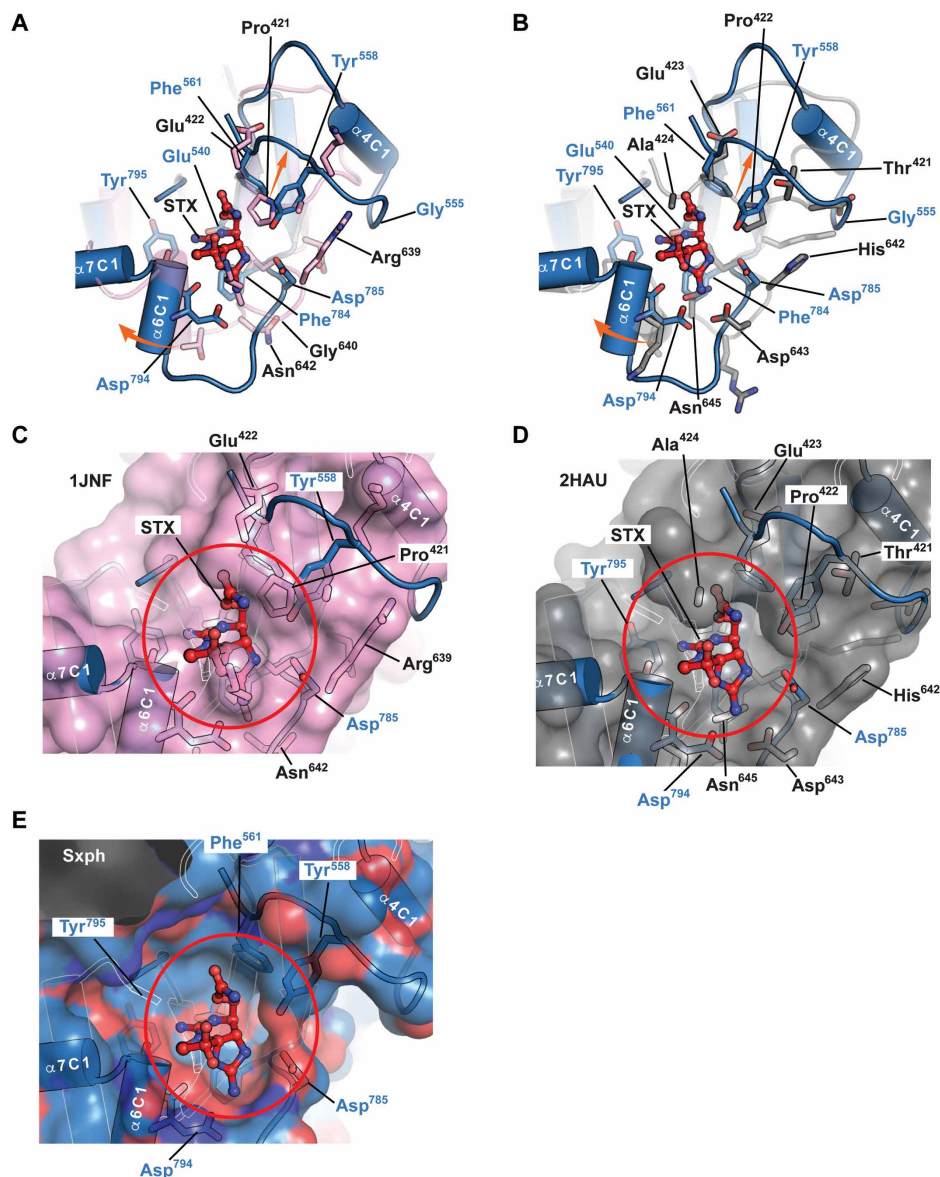 A
Pro421
Tyr558
Phe561
Glu422
Glu540
Tyr795
STX
α4C1
Gly555
Arg639
α7C1
α6C1
Asp785
Phe784
Gly640
Asn642
Asp794
B
Pro422
Tyr558
Glu423
Phe561
Glu540
Ala424
Tyr795
STX
α4C1
Thr421
Gly555
His642
α7C1
α6C1
Asp785
Phe784
Asp643
Asp794
Asn645
C
Glu422
1JNF
Tyr558
α4C1
STX
Pro421
Arg639
α7C1
α6C1
Asp785
Asn642
D
Ala424
Glu423
2HAU
Pro422
α4C1
STX
Thr421
Tyr795
His642
α7C1
α6C1
Asp785
Asp794
Asn645
Asp643
E
Phe561
Sxph
Tyr558
α4C1
Tyr795
α7C1
α6C1
Asp785
Asp794